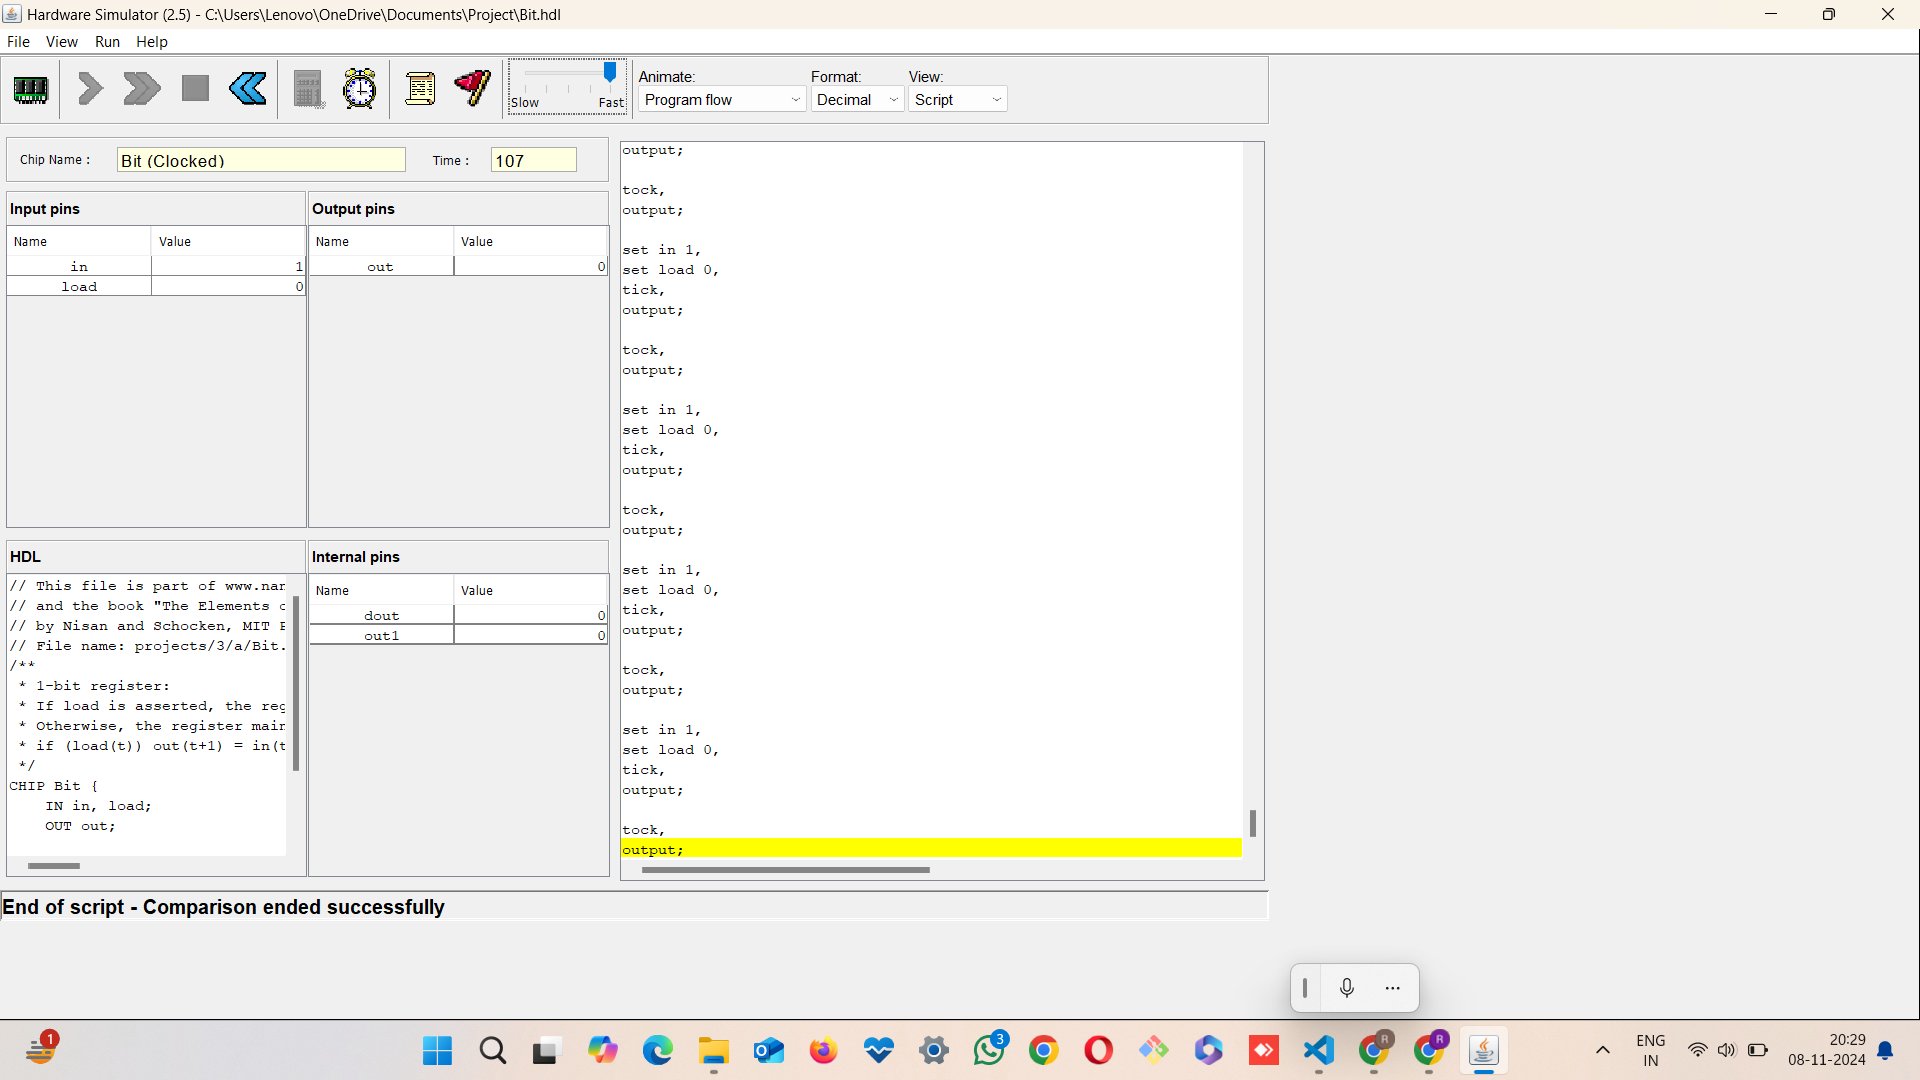 Hardware Simulator (2.5) - C:\Users\Lenovo\OneDrive\Documents\Project\Bit.hdl
File View Run Help
Slow Fast
Animate: Format: View:
Program flow Decimal Script
Chip Name : Bit (Clocked) Time : 107
Input pins
Name Value
in 1
load 0
Output pins
Name Value
out 0
HDL
// This file is part of www.nan
// and the book "The Elements o
// by Nisan and Schocken, MIT P
// File name: projects/3/a/Bit.
/**
* 1-bit register:
* If load is asserted, the reg
* Otherwise, the register main
* if (load(t)) out(t+1) = in(t
*/
CHIP Bit {
IN in, load;
OUT out;
Internal pins
Name Value
dout 0
out1 0
output;
tock,
output;
set in 1,
set load 0,
tick,
output;
tock,
output;
set in 1,
set load 0,
tick,
output;
tock,
output;
set in 1,
set load 0,
tick,
output;
tock,
output;
set in 1,
set load 0,
tick,
output;
tock,
output;
End of script - Comparison ended successfully
1
3
R
R
ENG
IN
20:29
08-11-2024